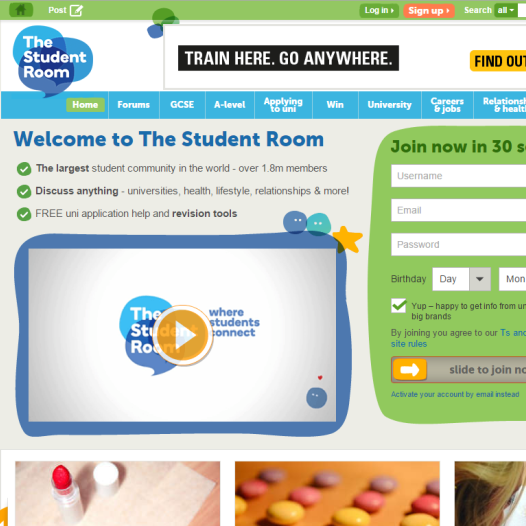 Post
Log in
Sign up
Search
all
The
Student
Room
TRAIN HERE. GO ANYWHERE.
FIND OUT
Home
Forums
GCSE
A-level
Applying
to uni
Win
University
Careers
& jobs
Relations
& healt
Welcome to The Student Room
The largest student community in the world - over 1.8m members
Discuss anything - universities, health, lifestyle, relationships & more!
FREE uni application help and revision tools
The
Student
Room
where
students
connect
Join now in 30 s
Username
Email
Password
Birthday
Day
Mon
Yup – happy to get info from un
big brands
By joining you agree to our Ts and
site rules
slide to join no
Activate your account by email instead